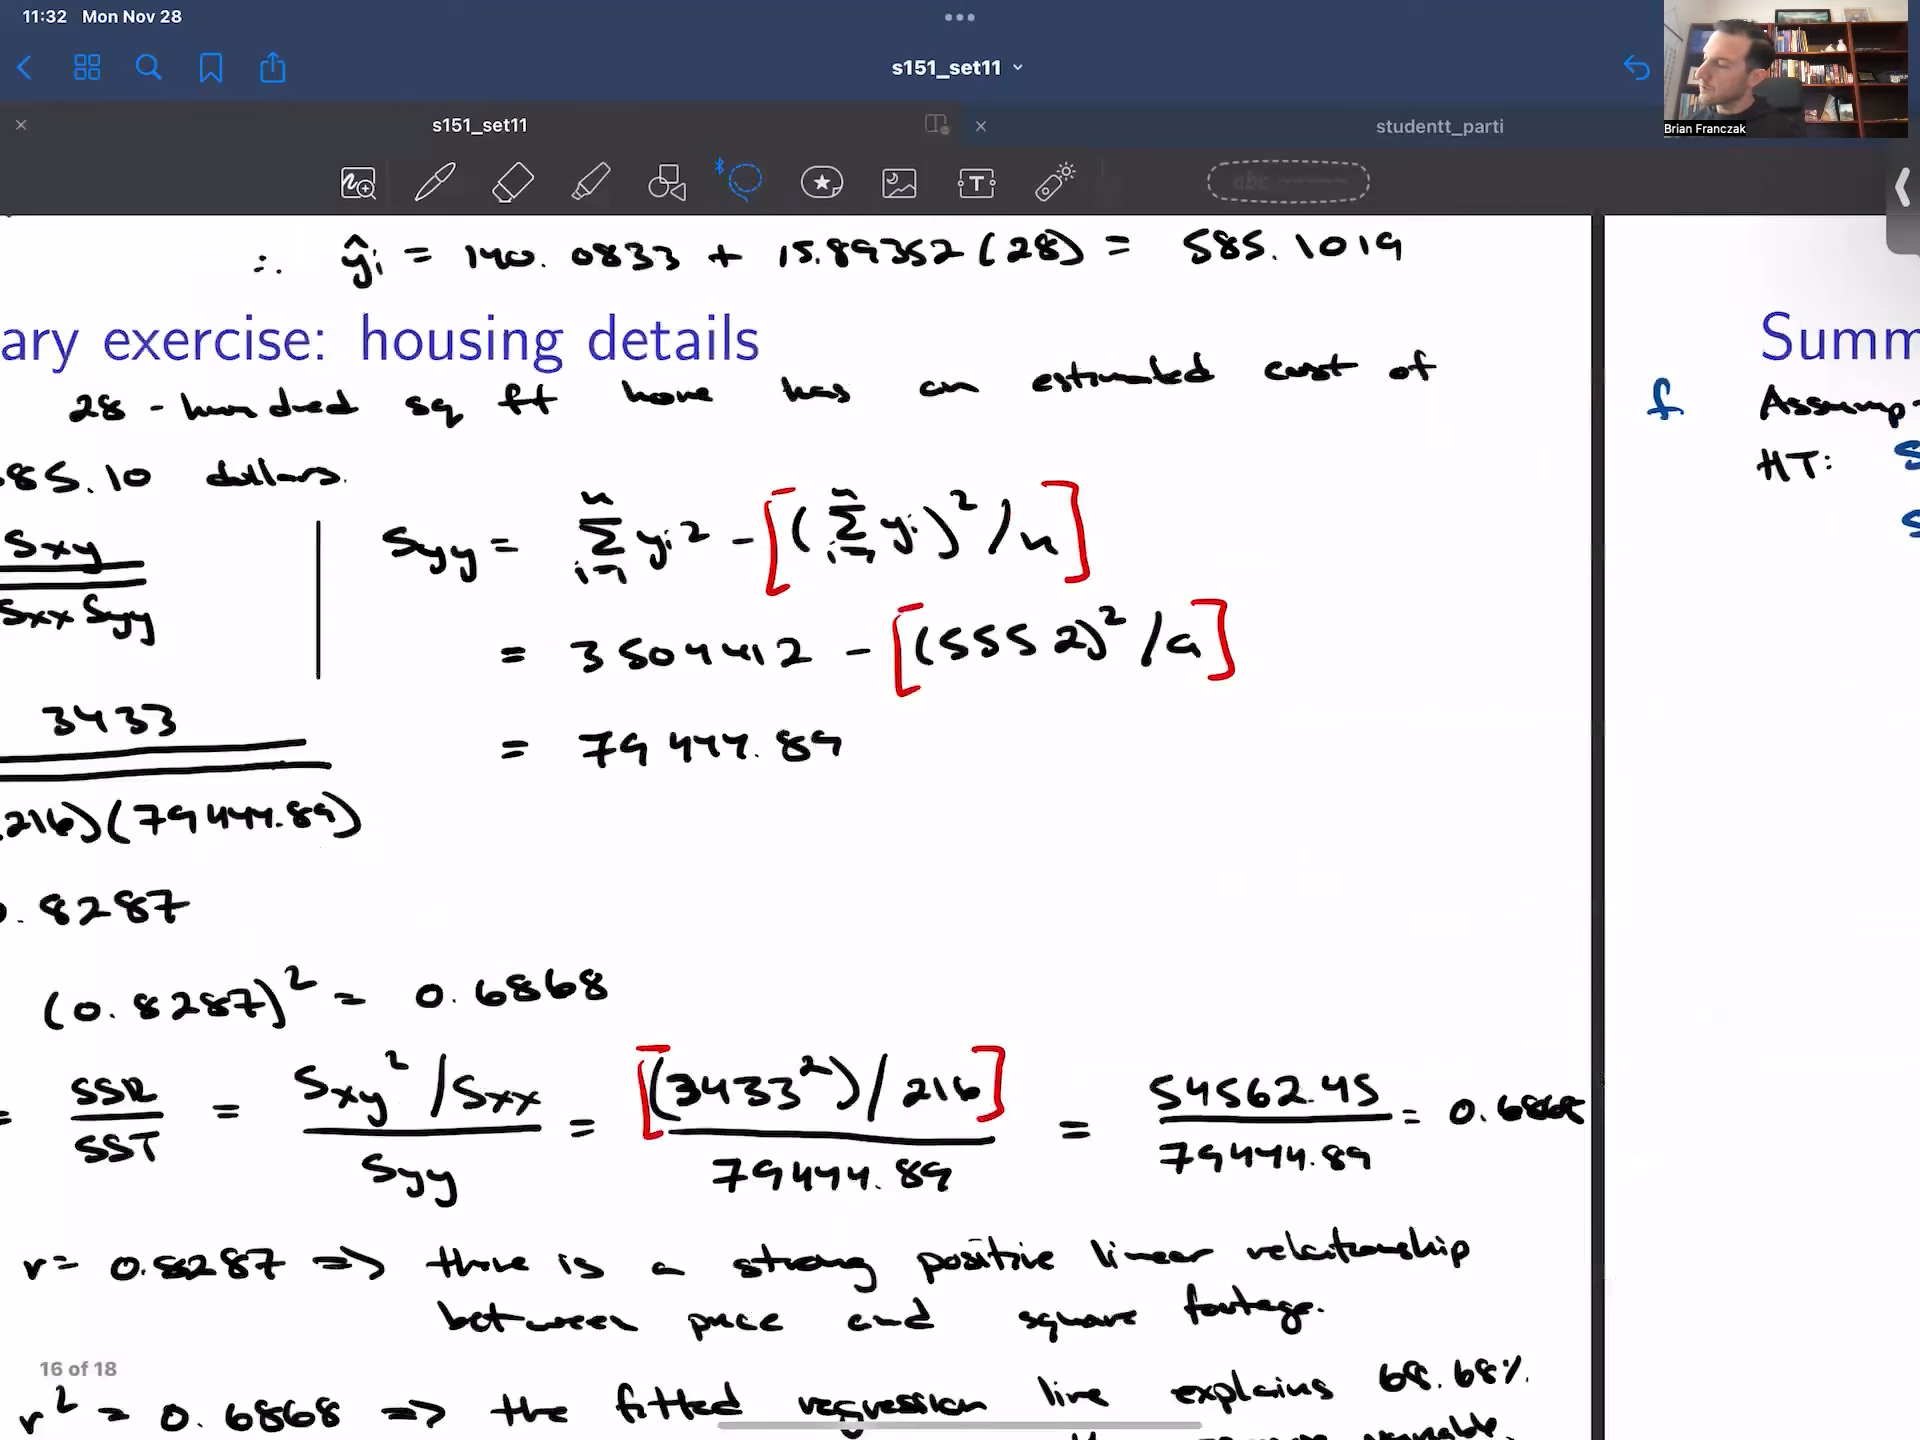 11:32 Mon Nov 28
s151_set11
s151_set11
studentt_parti
Brian Franczak
T
abc
∴ ŷi = 140.0833 + 15.89352(28) = 585.1019
ary exercise: housing details
28-hundred sq ft home has an estimated cost of
85.10 dollars.
Sxy
Sxx Syy
Syy = n Σ i=1 yi² - [(n Σ i=1 yi)²/n]
= 3504412 - [(5552)²/9]
= 79444.89
3433
216)(79444.89)
0.8287
(0.8287)² = 0.6868
= SSR/SST = Sxy²/Sxx / Syy = [(3433²)/216] / 79444.89 = 54562.45 / 79444.89 = 0.6868
r = 0.8287 => there is a strong positive linear relationship
between price and square footage.
16 of 18
r² = 0.6868 => the fitted regression line explains 68.68%
variable.
Summ
f Assump
HT: S
S